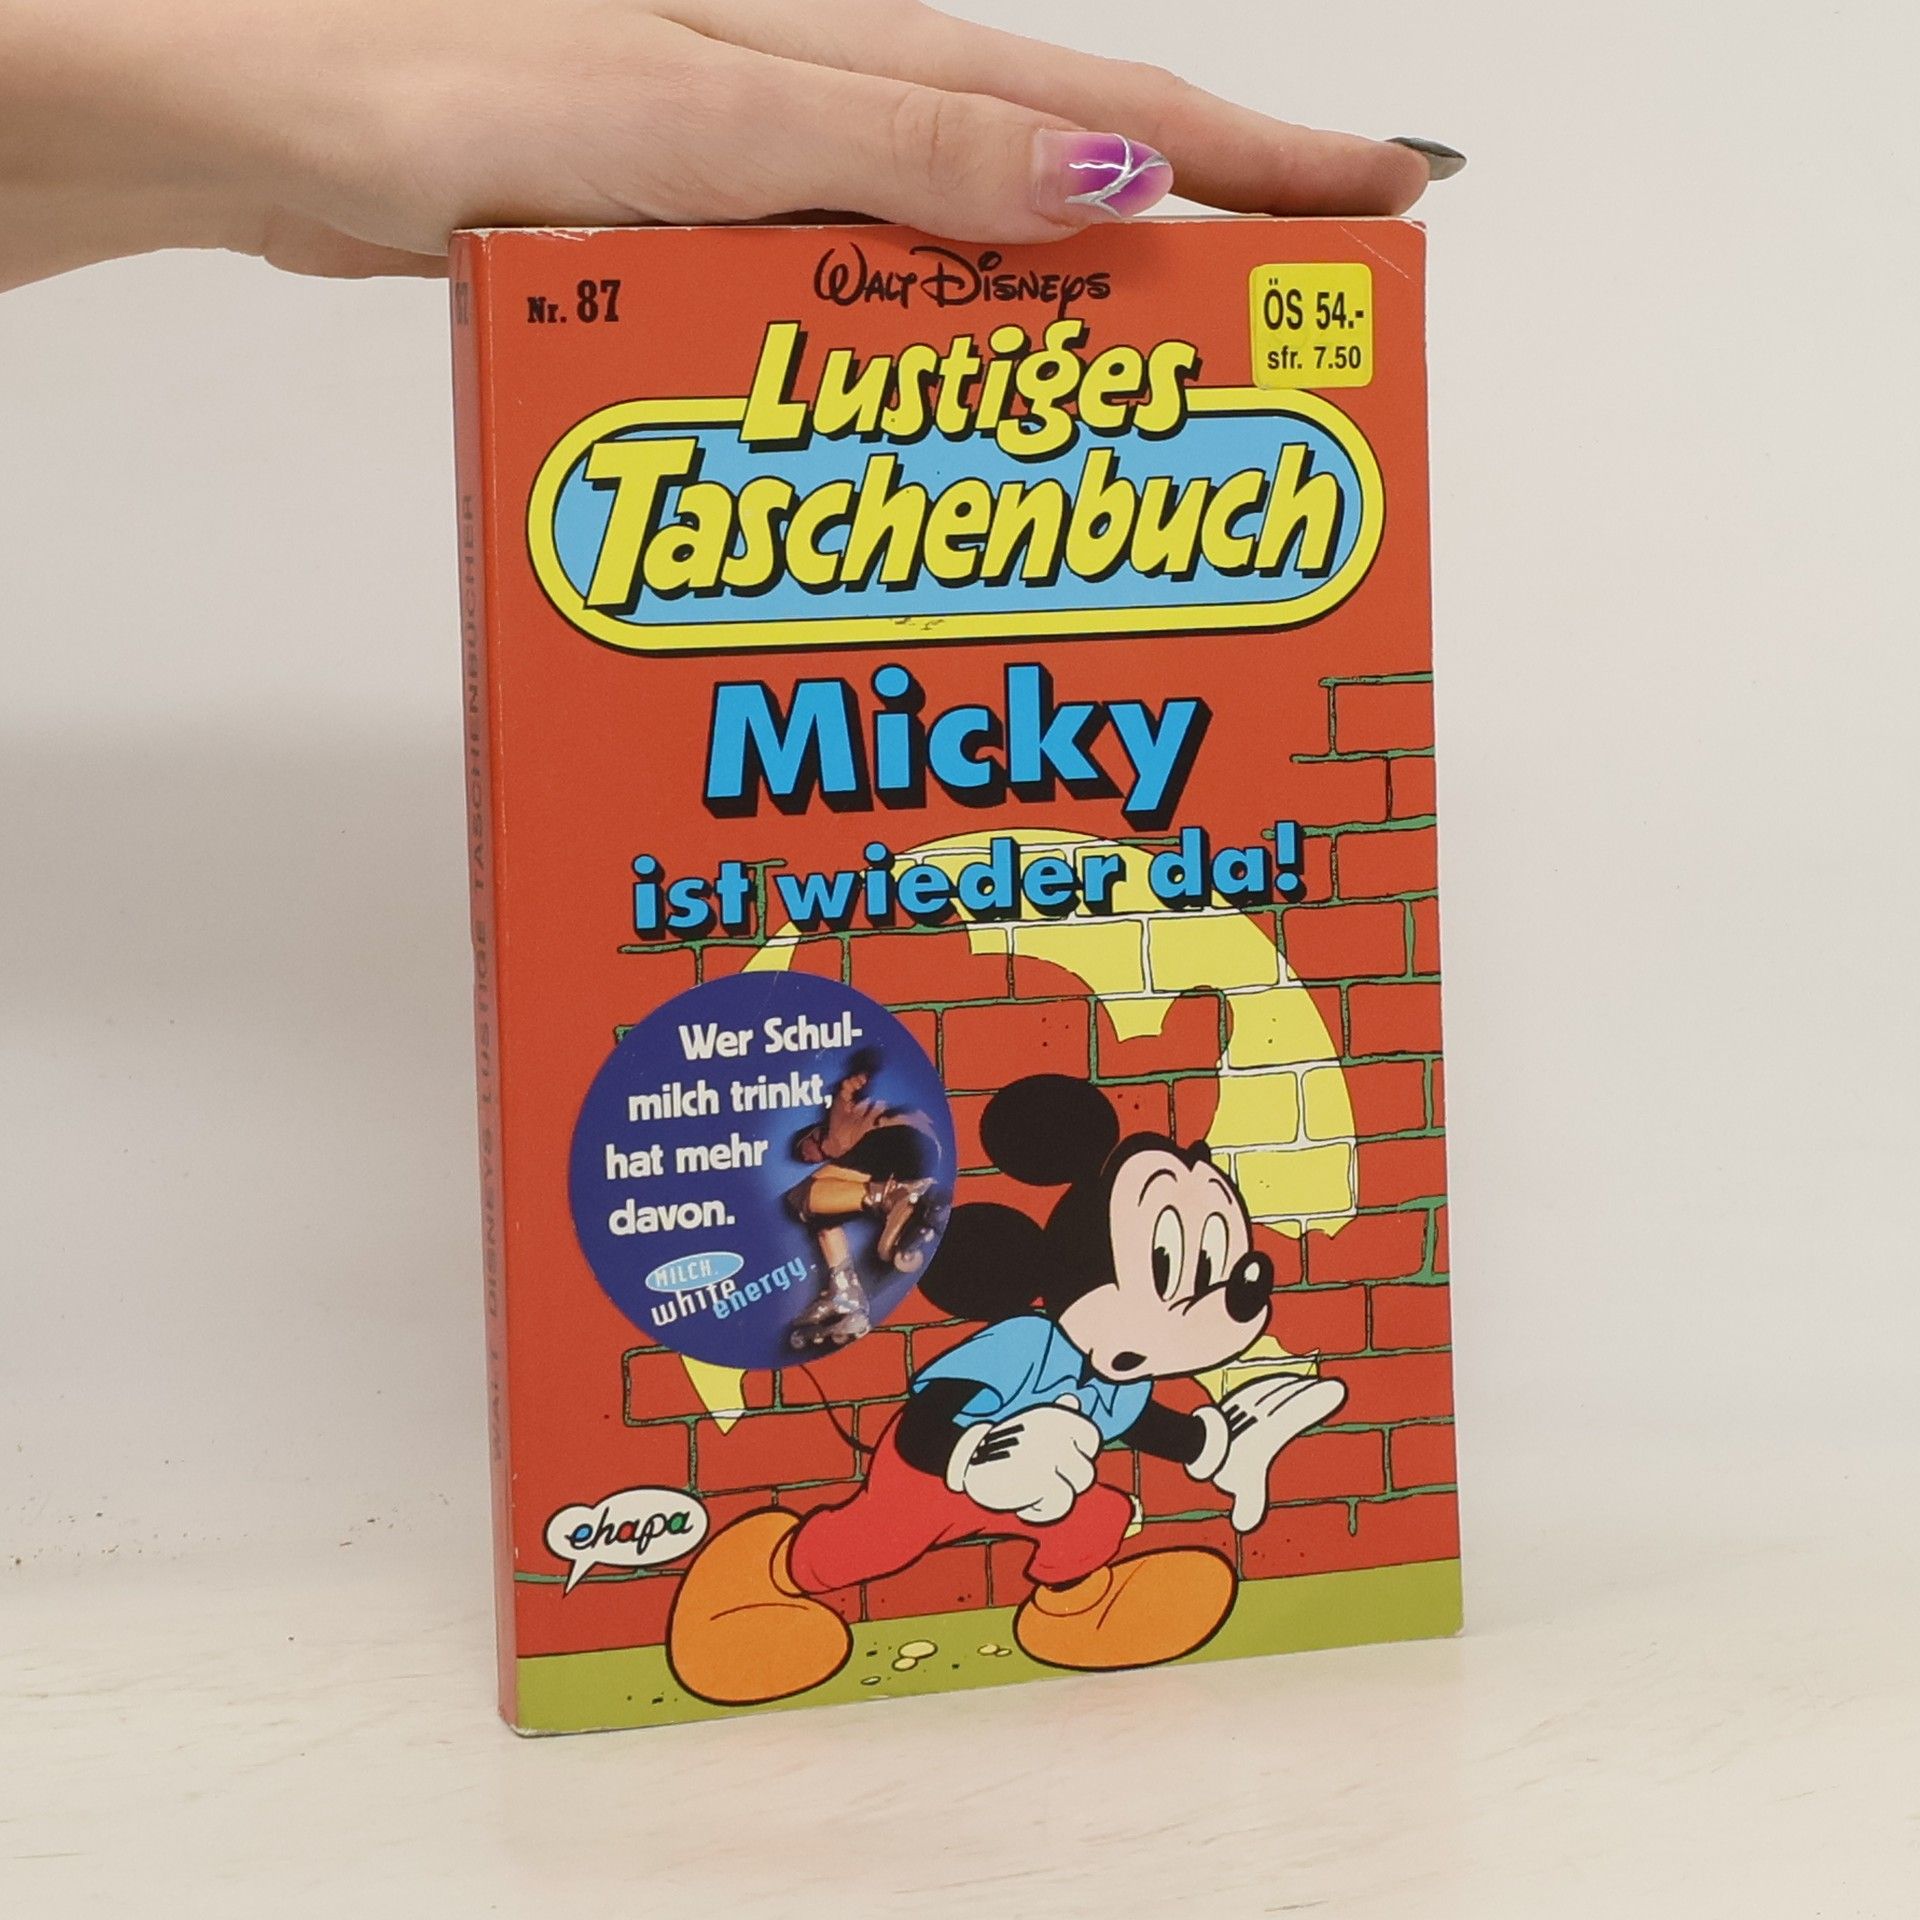 Nr. 87
WALT DISNEYS
ÖS 54.-
sfr. 7.50
Lustiges
Taschenbuch
Micky
ist wieder da!
Wer Schul-
milch trinkt,
hat mehr
davon.
MILCH.
white
energy.
ehapa
WALT DISNEYS LUSTIGE TASCHENBÜCHER